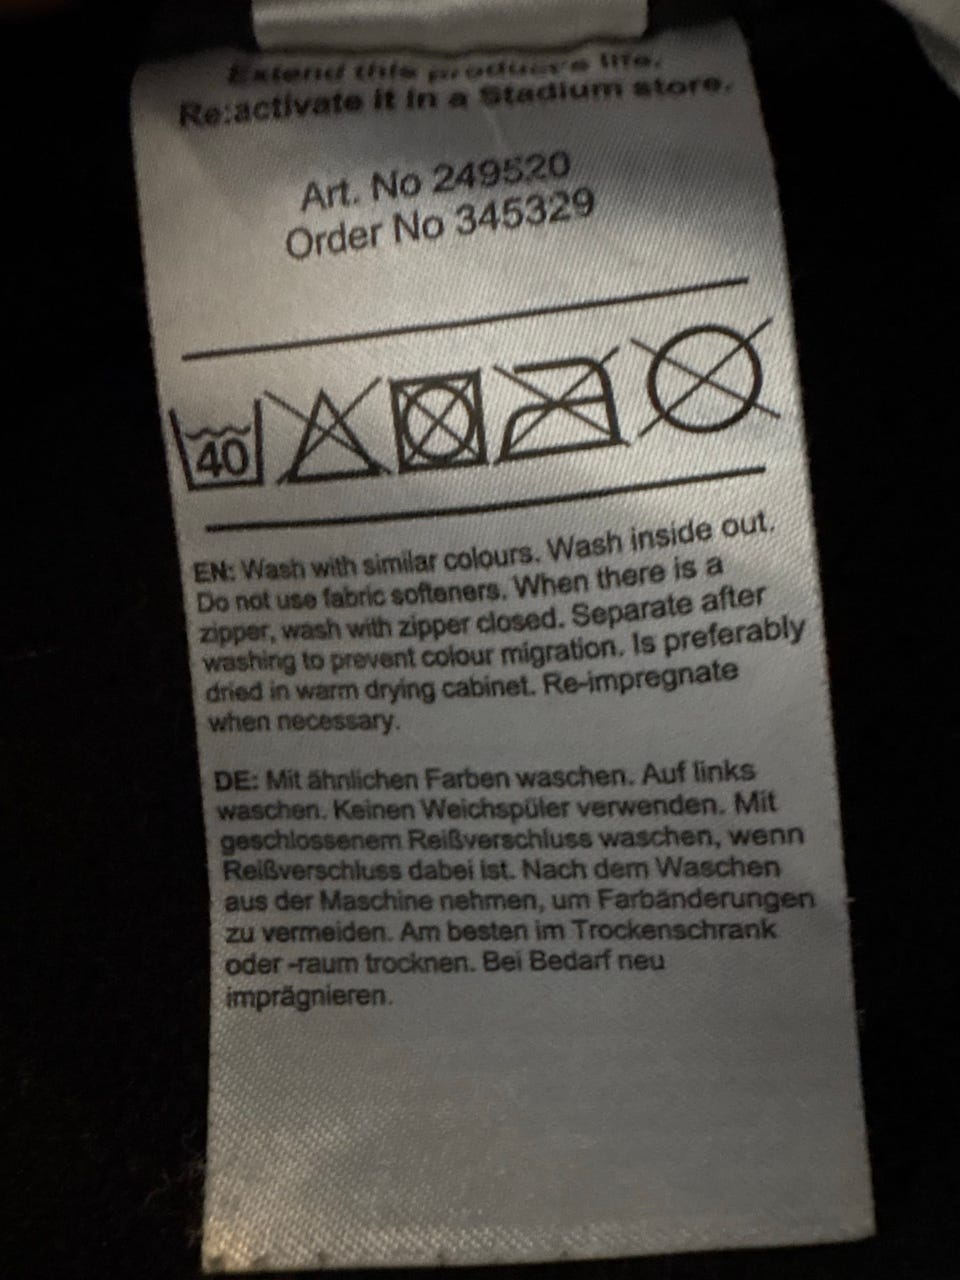 Extend this product's life.
Re:activate it in a Stadium store.
Art. No 249520
Order No 345329
40
EN: Wash with similar colours. Wash inside out.
Do not use fabric softeners. When there is a
zipper, wash with zipper closed. Separate after
washing to prevent colour migration. Is preferably
dried in warm drying cabinet. Re-impregnate
when necessary.
DE: Mit ähnlichen Farben waschen. Auf links
waschen. Keinen Weichspüler verwenden. Mit
geschlossenem Reißverschluss waschen, wenn
Reißverschluss dabei ist. Nach dem Waschen
aus der Maschine nehmen, um Farbänderungen
zu vermeiden. Am besten im Trockenschrank
oder -raum trocknen. Bei Bedarf neu
imprägnieren.